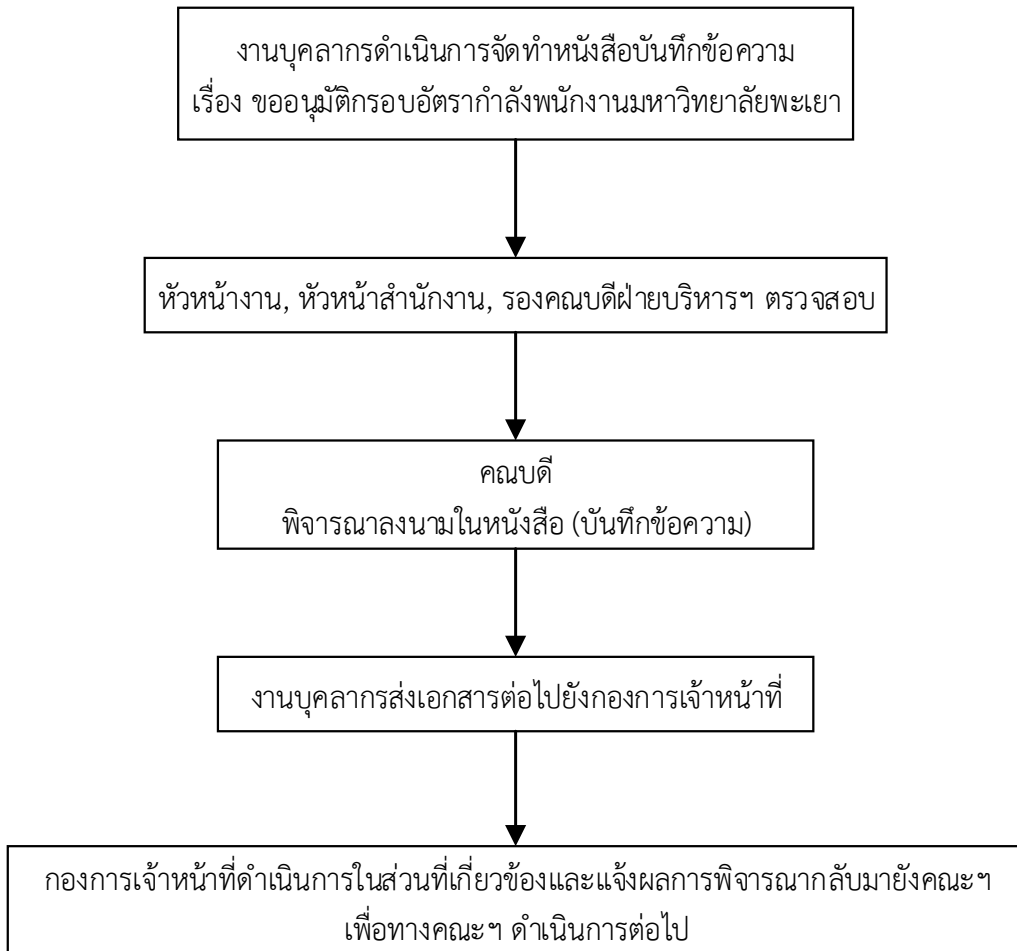 งานบุคลากรดำเนินการจัดทำหนังสือบันทึกข้อความ
เรื่อง ขออนุมัติกรอบอัตรากำลังพนักงานมหาวิทยาลัยพะเยา
หัวหน้างาน, หัวหน้าสำนักงาน, รองคณบดีฝ่ายบริหารฯ ตรวจสอบ
คณบดี
พิจารณาลงนามในหนังสือ (บันทึกข้อความ)
งานบุคลากรส่งเอกสารต่อไปยังกองการเจ้าหน้าที่
กองการเจ้าหน้าที่ดำเนินการในส่วนที่เกี่ยวข้องและแจ้งผลการพิจารณากลับมายังคณะฯ
เพื่อทางคณะฯ ดำเนินการต่อไป